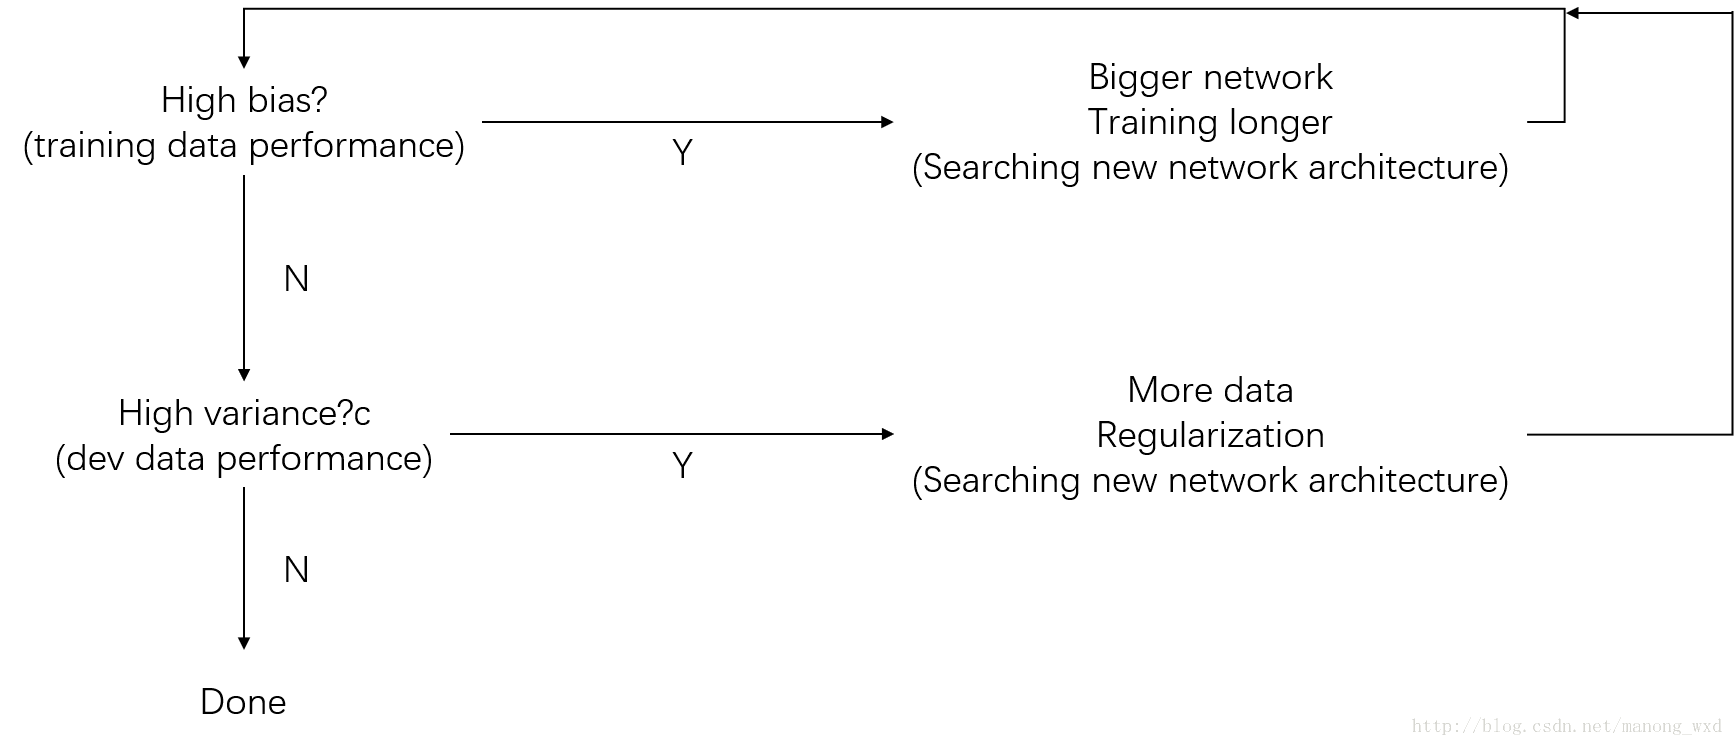 High bias?
(training data performance)
Y
Bigger network
Training longer
(Searching new network architecture)
N
High variance?c
(dev data performance)
Y
More data
Regularization
(Searching new network architecture)
N
Done
http://blog.csdn.net/manong_wxd